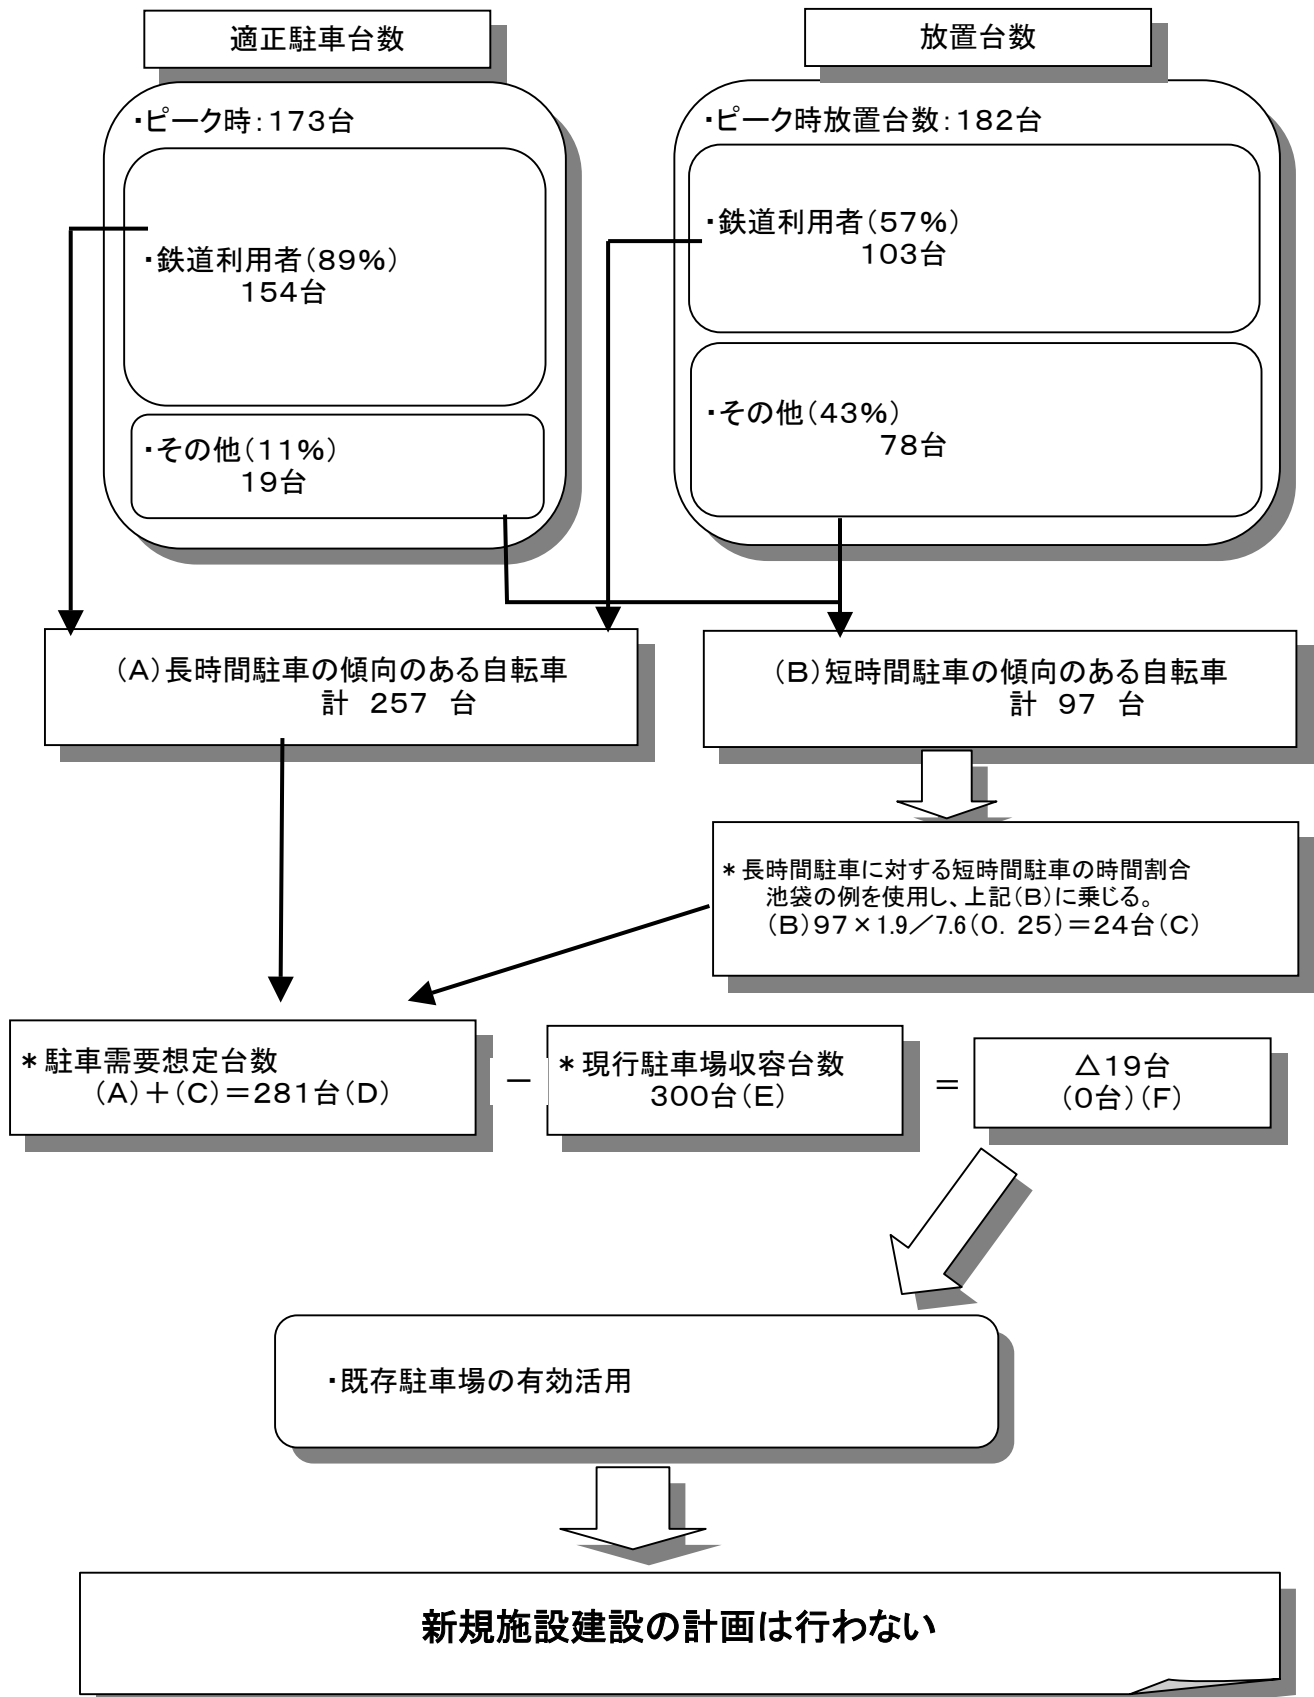 適正駐車台数
・ピーク時：１７３台
・鉄道利用者（８９％）
１５４台
・その他（１１％）
１９台
放置台数
・ピーク時放置台数：１８２台
・鉄道利用者（５７％）
１０３台
・その他（４３％）
７８台
（Ａ）長時間駐車の傾向のある自転車
計　２５７　台
（Ｂ）短時間駐車の傾向のある自転車
計　９７　台
＊長時間駐車に対する短時間駐車の時間割合
池袋の例を使用し、上記（Ｂ）に乗じる。
（Ｂ）９７×1.9／7.6（０．２５）＝２４台（Ｃ）
＊駐車需要想定台数
（Ａ）＋（Ｃ）＝２８１台（Ｄ）
－
＊現行駐車場収容台数
３００台（Ｅ）
＝
△１９台
（０台）（Ｆ）
・既存駐車場の有効活用
新規施設建設の計画は行わない